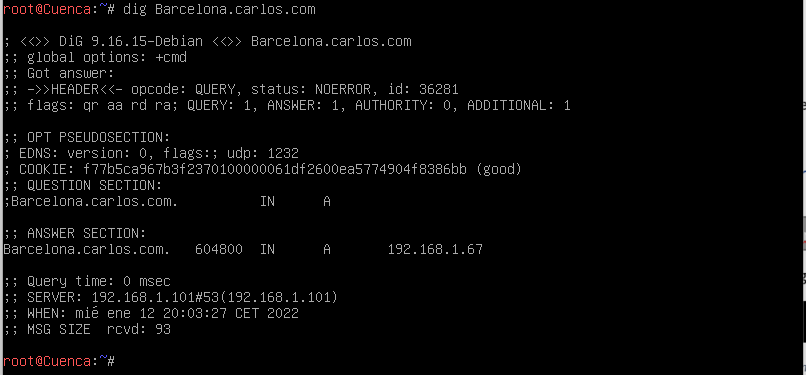 root@Cuenca:~# dig Barcelona.carlos.com
; <<>> DiG 9.16.15-Debian <<>> Barcelona.carlos.com
;; global options: +cmd
;; Got answer:
;; ->>HEADER<<- opcode: QUERY, status: NOERROR, id: 36281
;; flags: qr aa rd ra; QUERY: 1, ANSWER: 1, AUTHORITY: 0, ADDITIONAL: 1
;; OPT PSEUDOSECTION:
; EDNS: version: 0, flags:; udp: 1232
; COOKIE: f77b5ca967b3f2370100000061df2600ea5774904f8386bb (good)
;; QUESTION SECTION:
;Barcelona.carlos.com. IN A
;; ANSWER SECTION:
Barcelona.carlos.com. 604800 IN A 192.168.1.67
;; Query time: 0 msec
;; SERVER: 192.168.1.101#53(192.168.1.101)
;; WHEN: mié ene 12 20:03:27 CET 2022
;; MSG SIZE rcvd: 93
root@Cuenca:~#